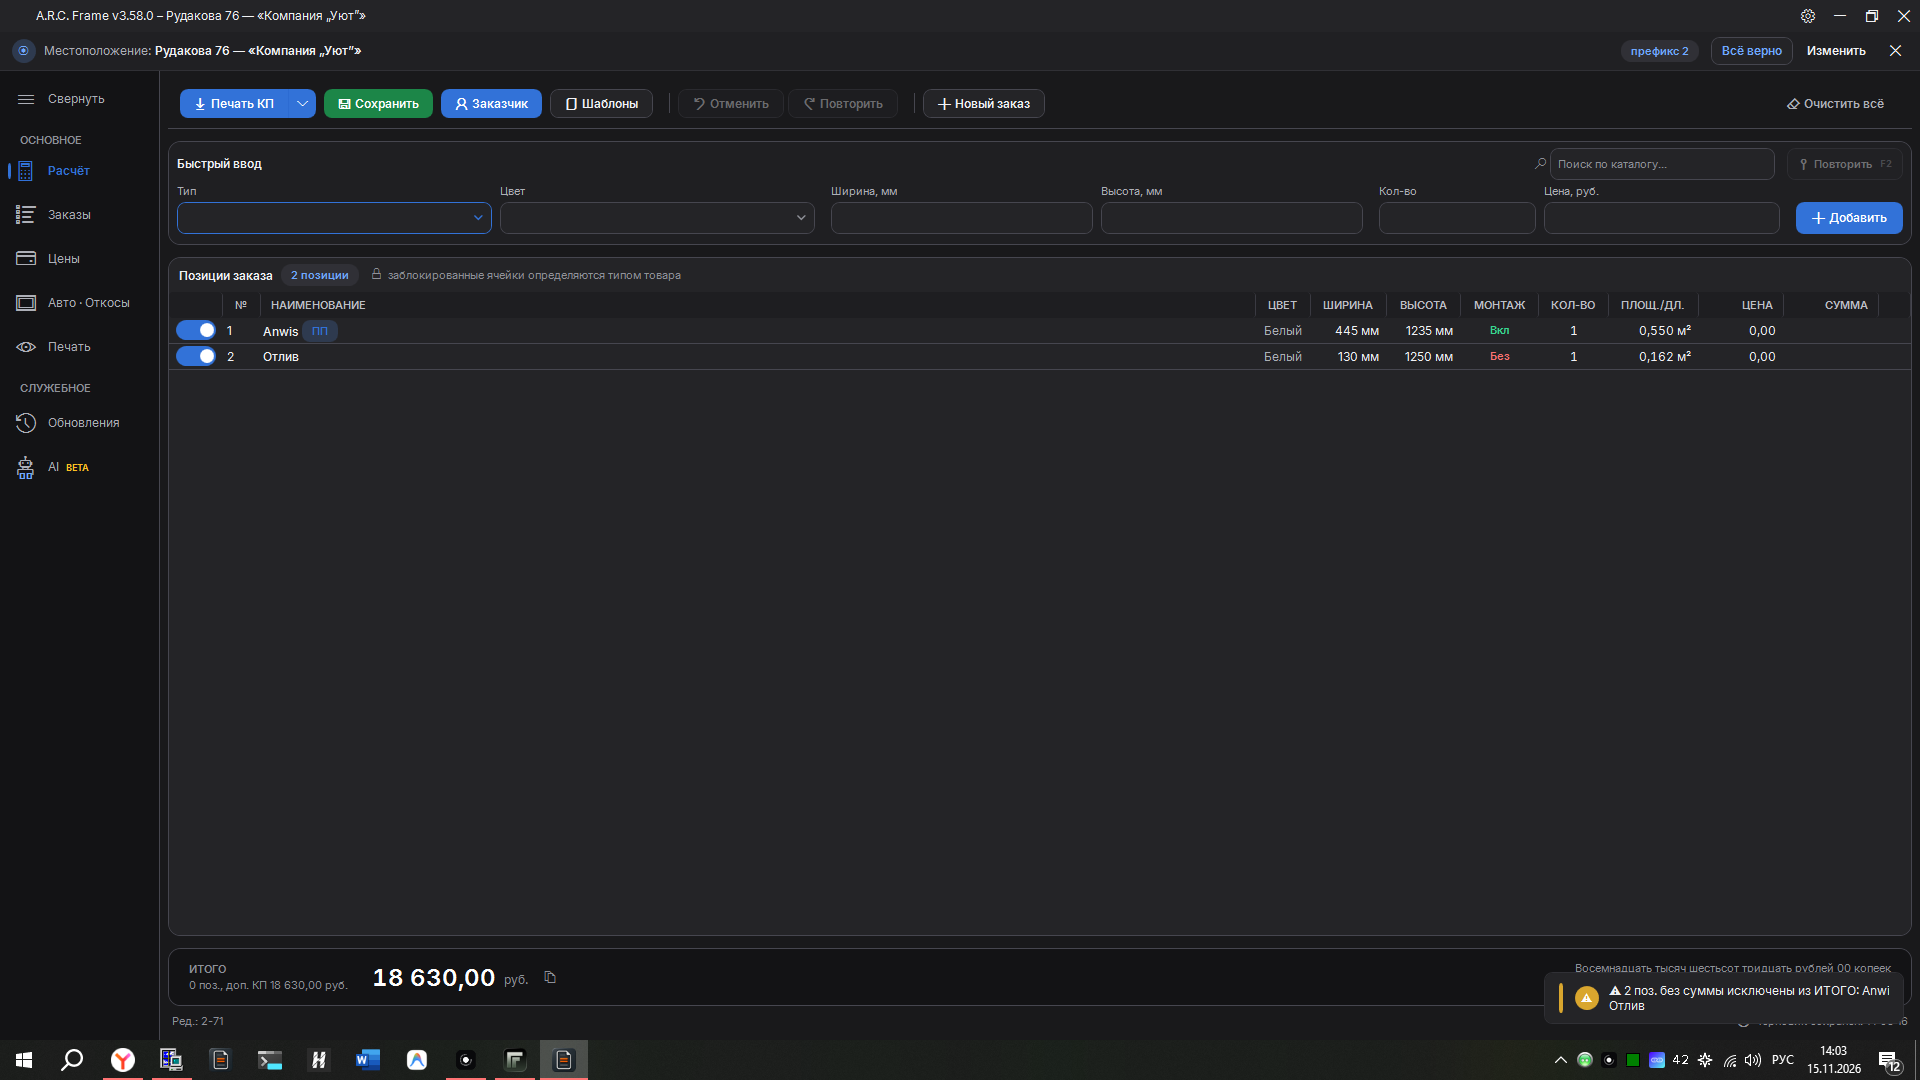 A.R.C. Frame v3.58.0 – Рудакова 76 — «Компания „Уют"»
Местоположение: Рудакова 76 — «Компания „Уют"»
префикс 2
Всё верно
Изменить
Свернуть
ОСНОВНОЕ
Расчёт
Заказы
Цены
Авто · Откосы
Печать
СЛУЖЕБНОЕ
Обновления
AI BETA
Печать КП
Сохранить
Заказчик
Шаблоны
Отменить
Повторить
Новый заказ
Очистить всё
Быстрый ввод
Поиск по каталогу...
Повторить F2
Тип
Цвет
Ширина, мм
Высота, мм
Кол-во
Цена, руб.
Добавить
Позиции заказа 2 позиции заблокированные ячейки определяются типом товара
№ НАИМЕНОВАНИЕ ЦВЕТ ШИРИНА ВЫСОТА МОНТАЖ КОЛ-ВО ПЛОЩ./ДЛ. ЦЕНА СУММА
1 Anwis ПП Белый 445 мм 1235 мм Вкл 1 0,550 м² 0,00
2 Отлив Белый 130 мм 1250 мм Без 1 0,162 м² 0,00
ИТОГО
0 поз., доп. КП 18 630,00 руб.
18 630,00 руб.
Восемнадцать тысяч шестьсот тридцать рублей 00 копеек
2 поз. без суммы исключены из ИТОГО: Anwi
Отлив
Ред.: 2-71
42
РУС
14:03
15.11.2026
12